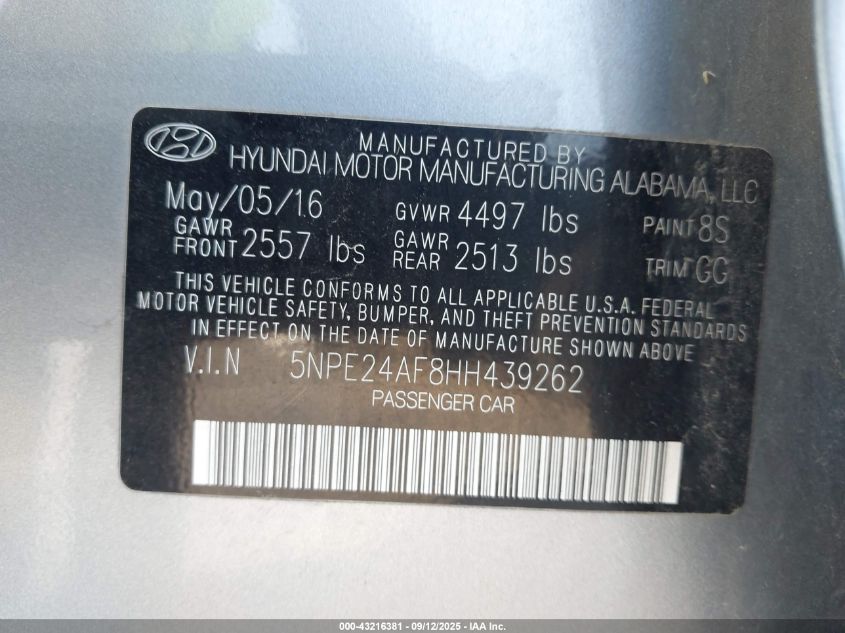 MANUFACTURED BY
HYUNDAI MOTOR MANUFACTURING ALABAMA, LLC
May/05/16 GVWR 4497 lbs PAINT 8S
GAWR FRONT 2557 lbs GAWR REAR 2513 lbs TRIM GG
THIS VEHICLE CONFORMS TO ALL APPLICABLE U.S.A. FEDERAL
MOTOR VEHICLE SAFETY, BUMPER, AND THEFT PREVENTION STANDARDS
IN EFFECT ON THE DATE OF MANUFACTURE SHOWN ABOVE
V.I.N 5NPE24AF8HH439262
PASSENGER CAR
000-43216381 - 09/12/2025 - IAA Inc.